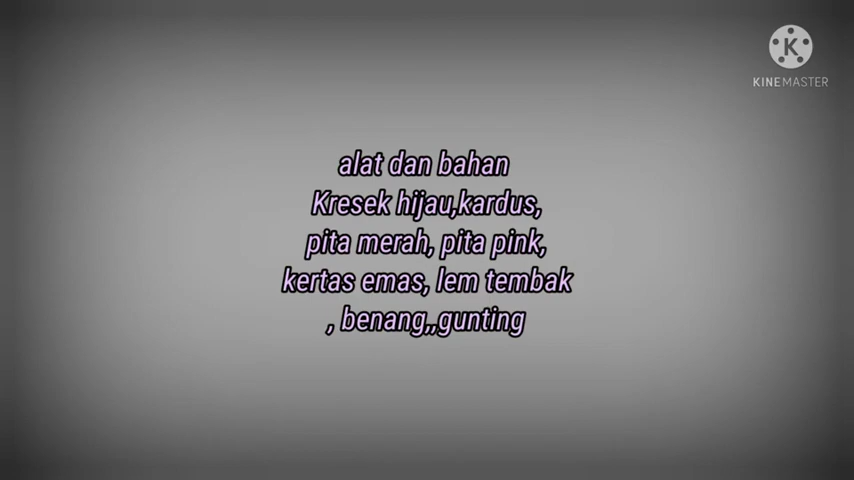 KINEMASTER
alat dan bahan
Kresek hijau,kardus,
pita merah, pita pink,
kertas emas, lem tembak
, benang,,gunting